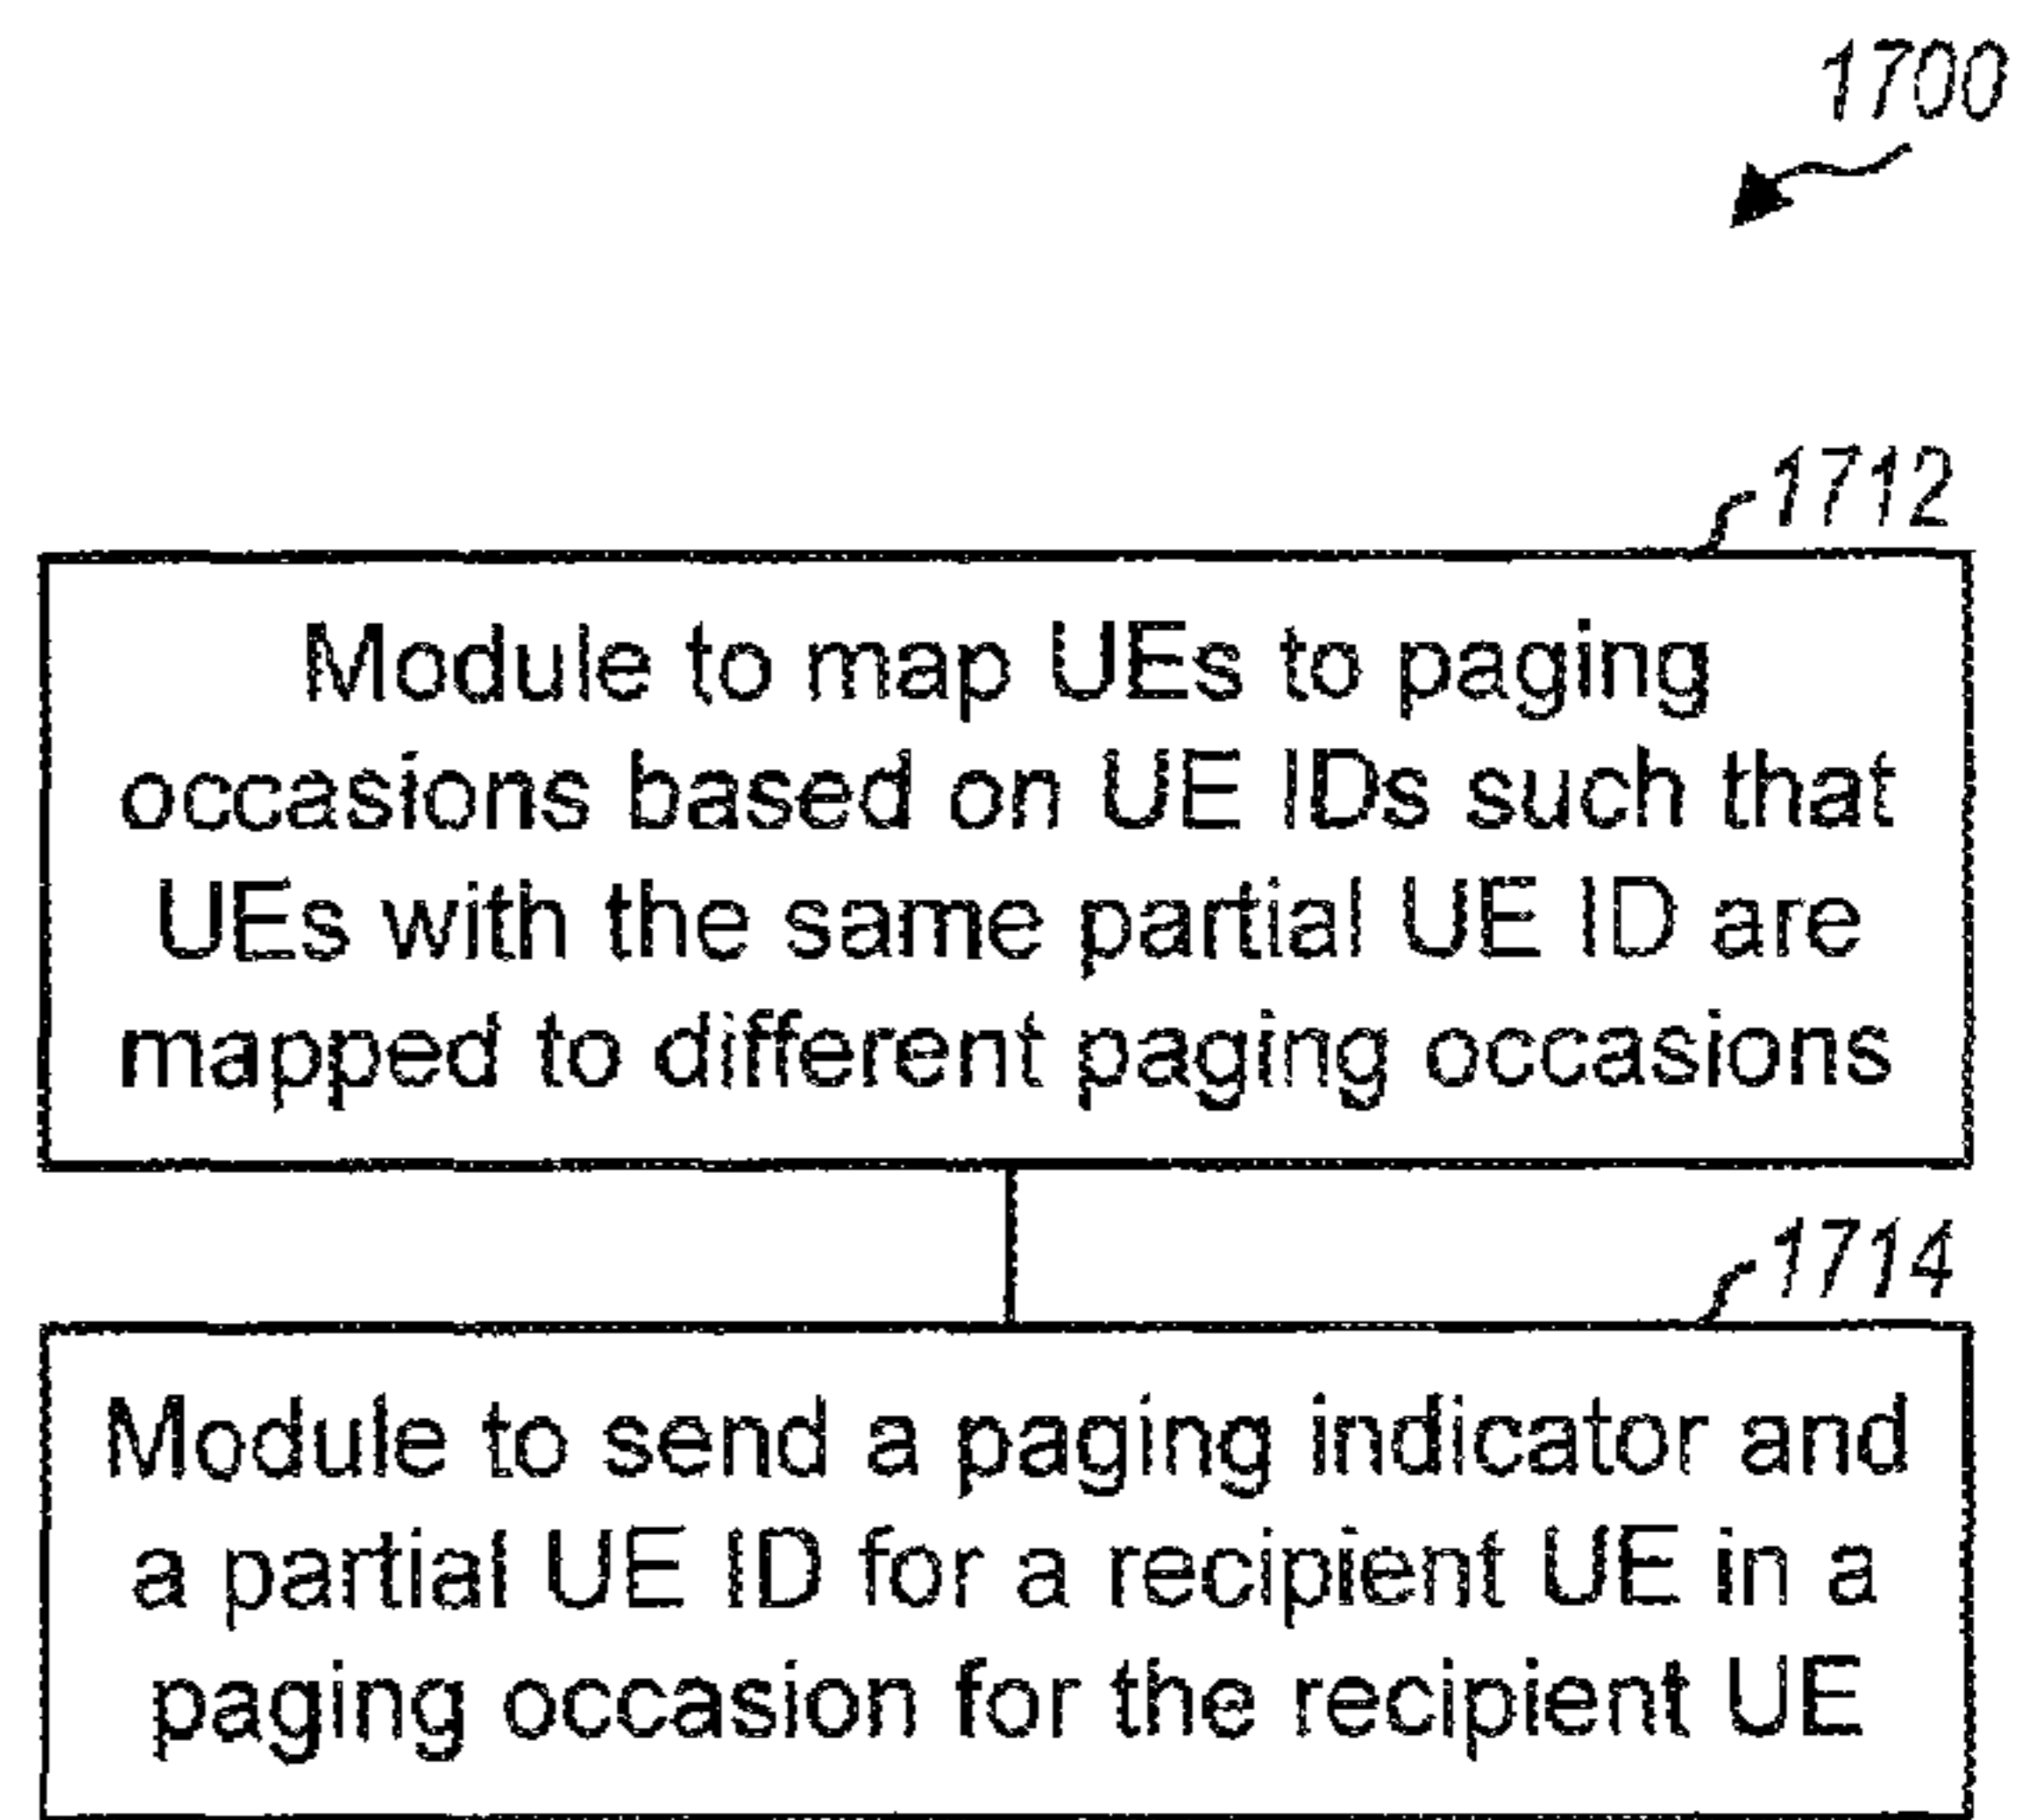 1700
1712
Module to map UEs to paging
occasions based on UE IDs such that
UEs with the same partial UE ID are
mapped to different paging occasions
1714
Module to send a paging indicator and
a partial UE ID for a recipient UE in a
paging occasion for the recipient UE